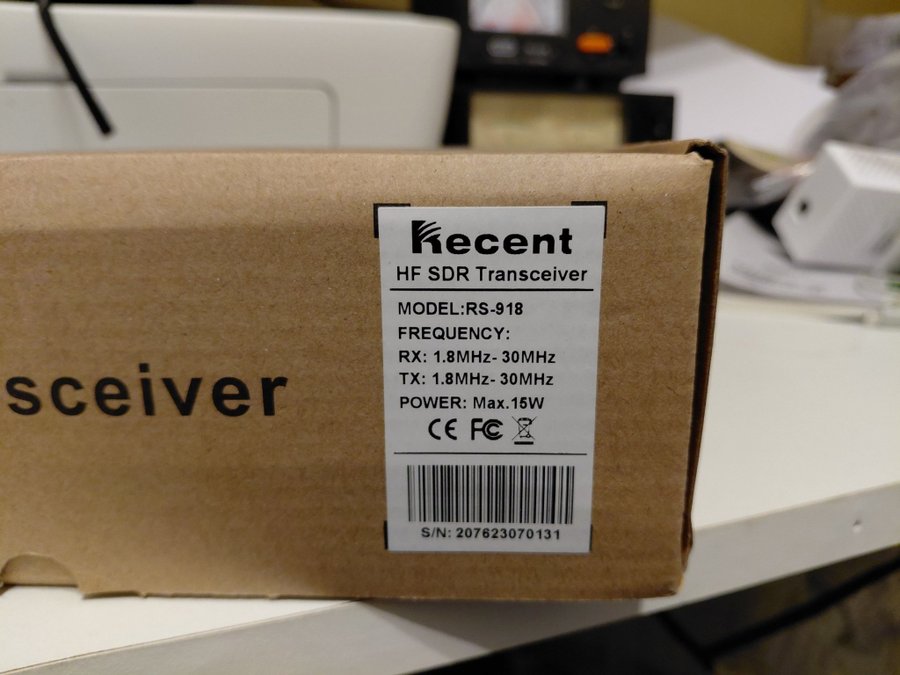 Recent
HF SDR Transceiver
MODEL:RS-918
FREQUENCY:
RX: 1.8MHz- 30MHz
TX: 1.8MHz- 30MHz
POWER: Max.15W
CE FC
S/N: 207623070131
sceiver